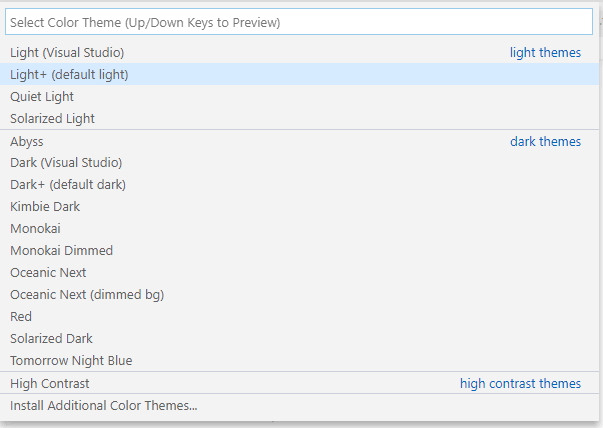 Select Color Theme (Up/Down Keys to Preview)
Light (Visual Studio) light themes
Light+ (default light)
Quiet Light
Solarized Light
Abyss dark themes
Dark (Visual Studio)
Dark+ (default dark)
Kimbie Dark
Monokai
Monokai Dimmed
Oceanic Next
Oceanic Next (dimmed bg)
Red
Solarized Dark
Tomorrow Night Blue
High Contrast high contrast themes
Install Additional Color Themes...